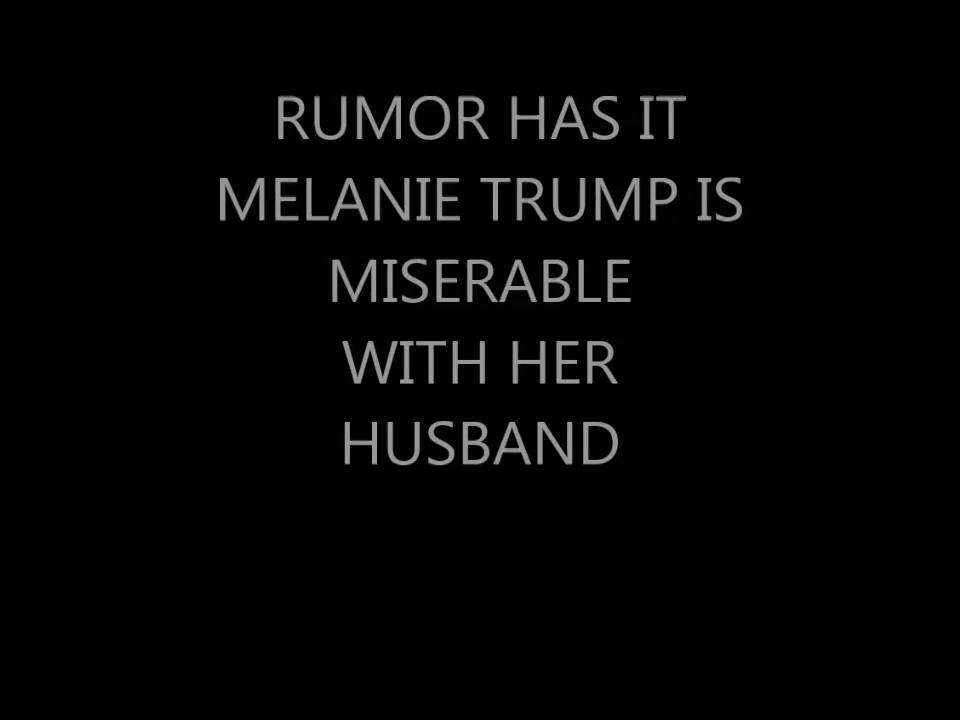 RUMOR HAS IT
MELANIE TRUMP IS
MISERABLE
WITH HER
HUSBAND